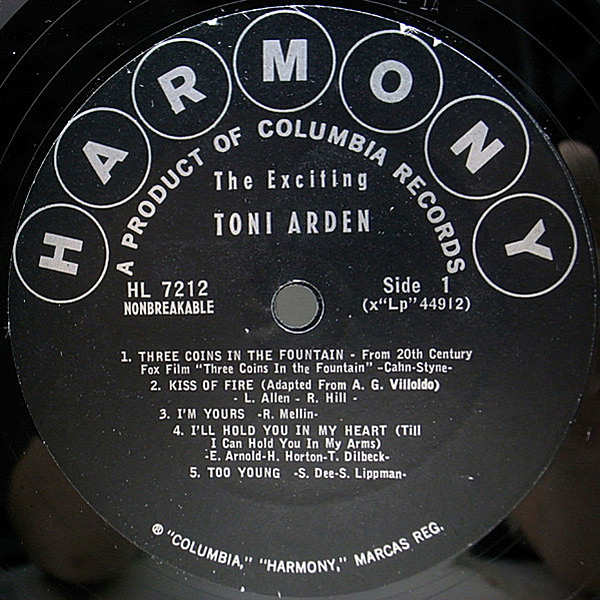 HARMONY
A PRODUCT OF COLUMBIA RECORDS
The Exciting
TONI ARDEN
HL 7212
NONBREAKABLE
Side 1
(x"Lp" 44912)
1. THREE COINS IN THE FOUNTAIN - From 20th Century
Fox Film "Three Coins In the Fountain" -Cahn-Styne-
2. KISS OF FIRE (Adapted From A. G. Villoldo)
- L. Allen - R. Hill -
3. I'M YOURS -R. Mellin-
4. I'LL HOLD YOU IN MY HEART (Till
I Can Hold You In My Arms)
-E. Arnold-H. Horton-T. Dilbeck-
5. TOO YOUNG -S. Dee-S. Lippman-
® "COLUMBIA," "HARMONY," MARCAS REG.